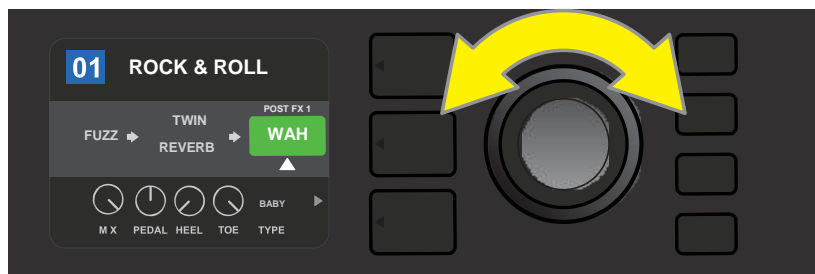 01 ROCK & ROLL
POST FX 1
FUZZ TWIN REVERB WAH
M X PEDAL HEEL TOE BABY TYPE